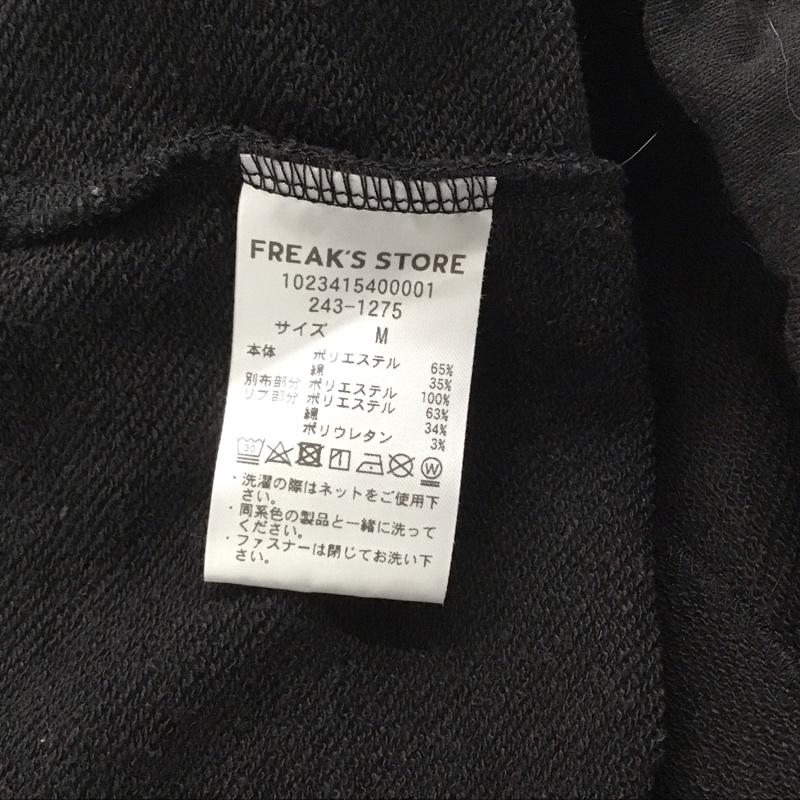 FREAK'S STORE
1023415400001
243-1275
サイズ M
本体 ポリエステル 65%
綿 35%
別布部分 ポリエステル 100%
リブ部分 ポリエステル 63%
綿 34%
ポリウレタン 3%
30 W
・洗濯の際はネットをご使用下
さい。
・同系色の製品と一緒に洗って
ください。
・ファスナーは閉じてお洗い下
さい。